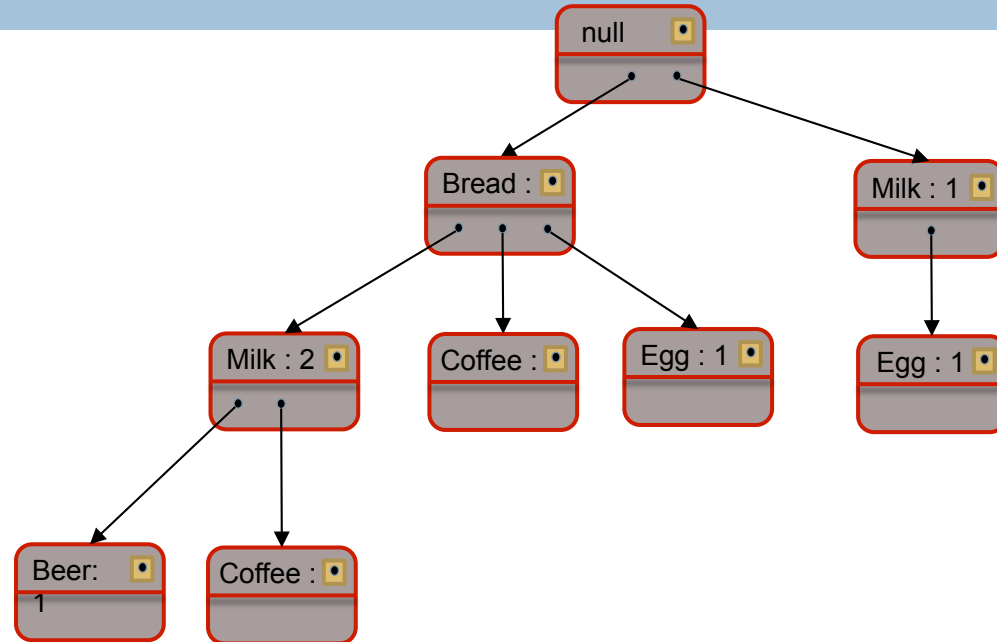 null
Bread :
Milk : 1
Milk : 2
Coffee :
Egg : 1
Egg : 1
Beer:
1
Coffee :